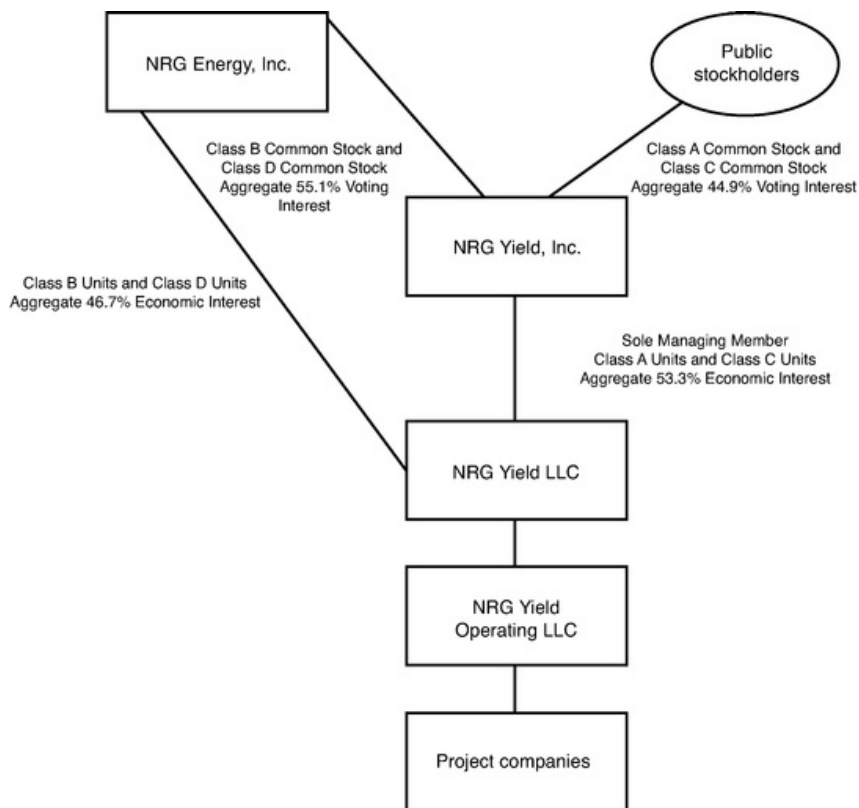 NRG Energy, Inc.
Public
stockholders
Class B Common Stock and
Class D Common Stock
Aggregate 55.1% Voting
Interest
Class A Common Stock and
Class C Common Stock
Aggregate 44.9% Voting Interest
NRG Yield, Inc.
Class B Units and Class D Units
Aggregate 46.7% Economic Interest
Sole Managing Member
Class A Units and Class C Units
Aggregate 53.3% Economic Interest
NRG Yield LLC
NRG Yield
Operating LLC
Project companies